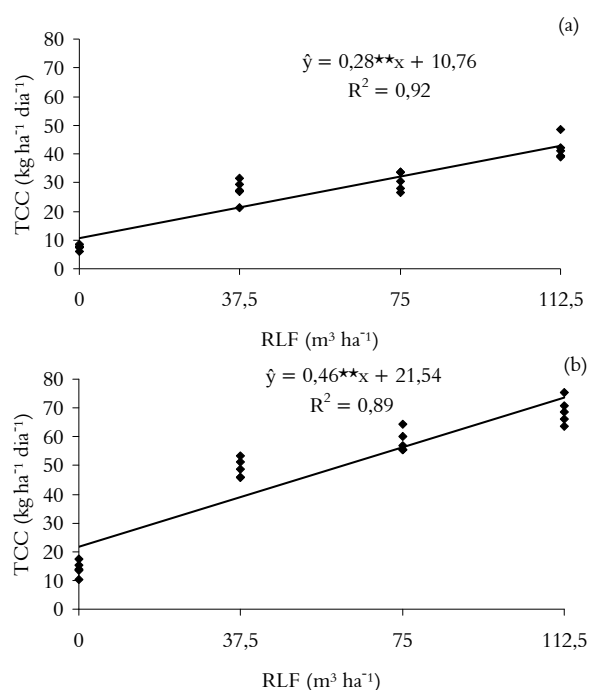 (a)
80
70
60
50
40
30
20
10
0
TCC (kg ha⁻¹ dia⁻¹)
ŷ = 0,28**x + 10,76
R² = 0,92
0 37,5 75 112,5
RLF (m³ ha⁻¹)
(b)
80
70
60
50
40
30
20
10
0
TCC (kg ha⁻¹ dia⁻¹)
ŷ = 0,46**x + 21,54
R² = 0,89
0 37,5 75 112,5
RLF (m³ ha⁻¹)